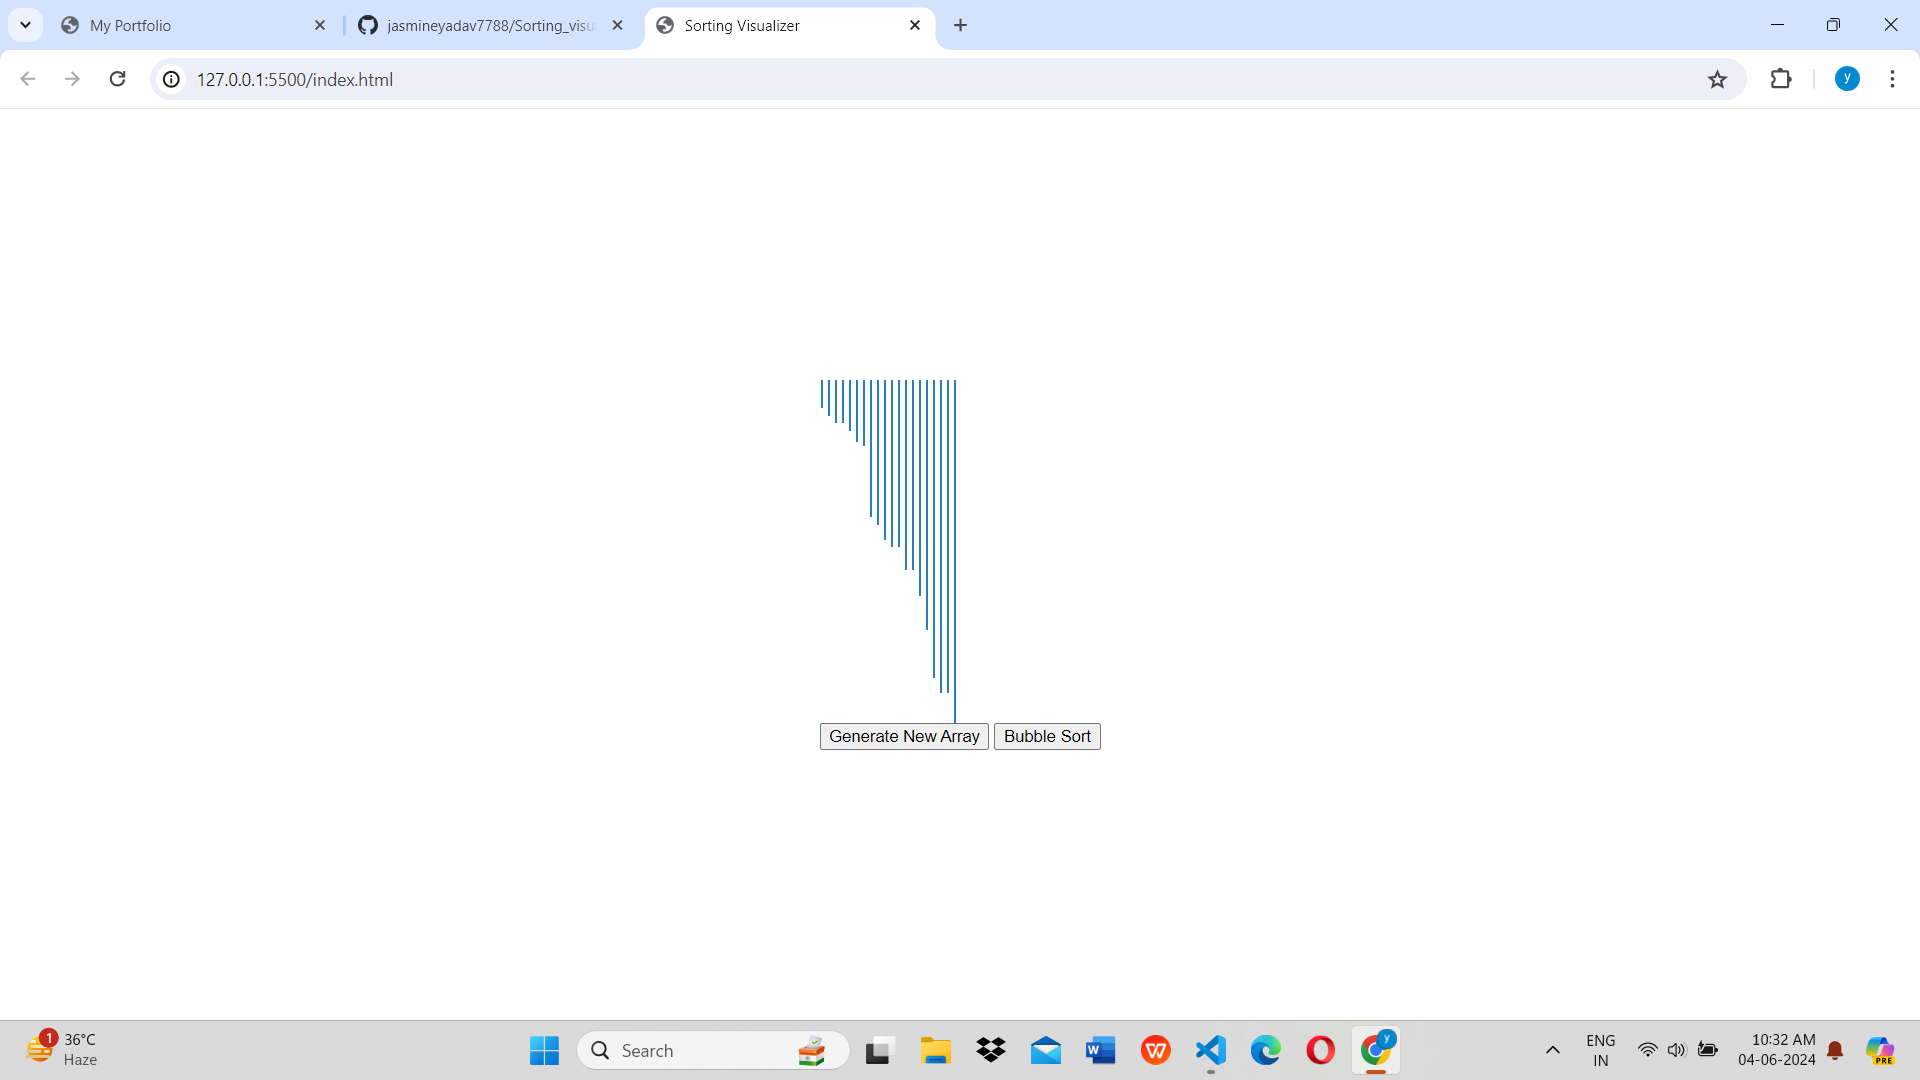 My Portfolio
jasmineyadav7788/Sorting_visu
Sorting Visualizer
127.0.0.1:5500/index.html
y
Generate New Array
Bubble Sort
1
36°C
Haze
Search
W
W
y
ENG
IN
10:32 AM
04-06-2024
PRE